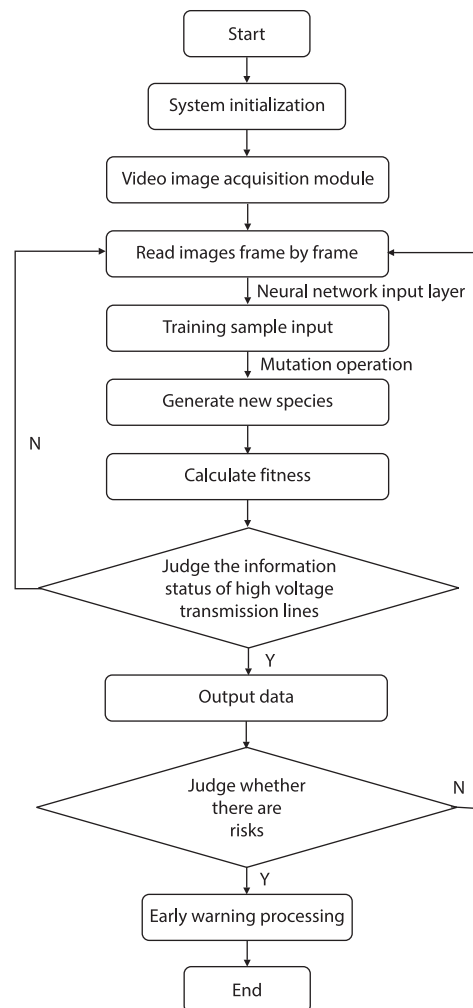 Start
System initialization
Video image acquisition module
Read images frame by frame
Neural network input layer
Training sample input
Mutation operation
Generate new species
N
Calculate fitness
Judge the information
status of high voltage
transmission lines
Y
Output data
Judge whether
there are
risks
N
Y
Early warning processing
End